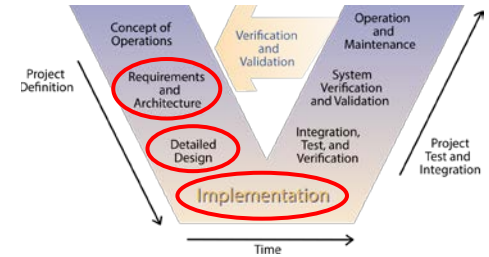 Concept of
Operations
Verification
and
Validation
Operation
and
Maintenance
Project
Definition
Requirements
and
Architecture
System
Verification
and Validation
Detailed
Design
Integration,
Test, and
Verification
Project
Test and
Integration
Implementation
Time